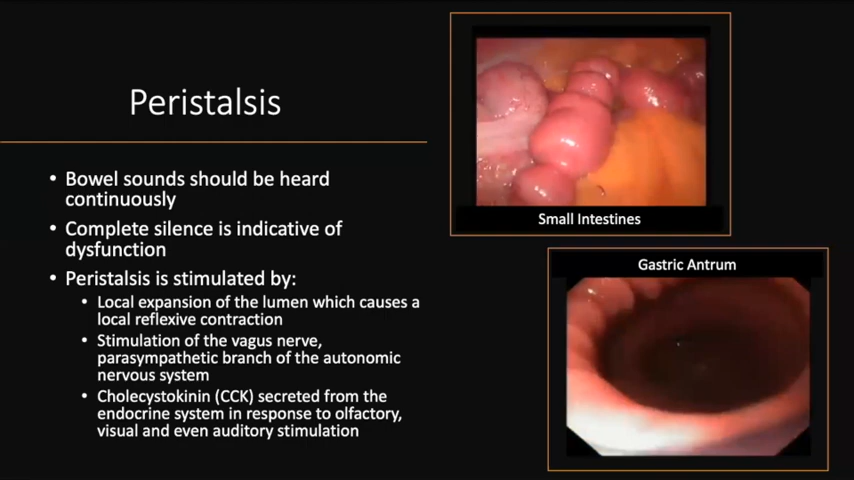 Peristalsis
• Bowel sounds should be heard
continuously
• Complete silence is indicative of
dysfunction
• Peristalsis is stimulated by:
• Local expansion of the lumen which causes a
local reflexive contraction
• Stimulation of the vagus nerve,
parasympathetic branch of the autonomic
nervous system
• Cholecystokinin (CCK) secreted from the
endocrine system in response to olfactory,
visual and even auditory stimulation
Small Intestines
Gastric Antrum